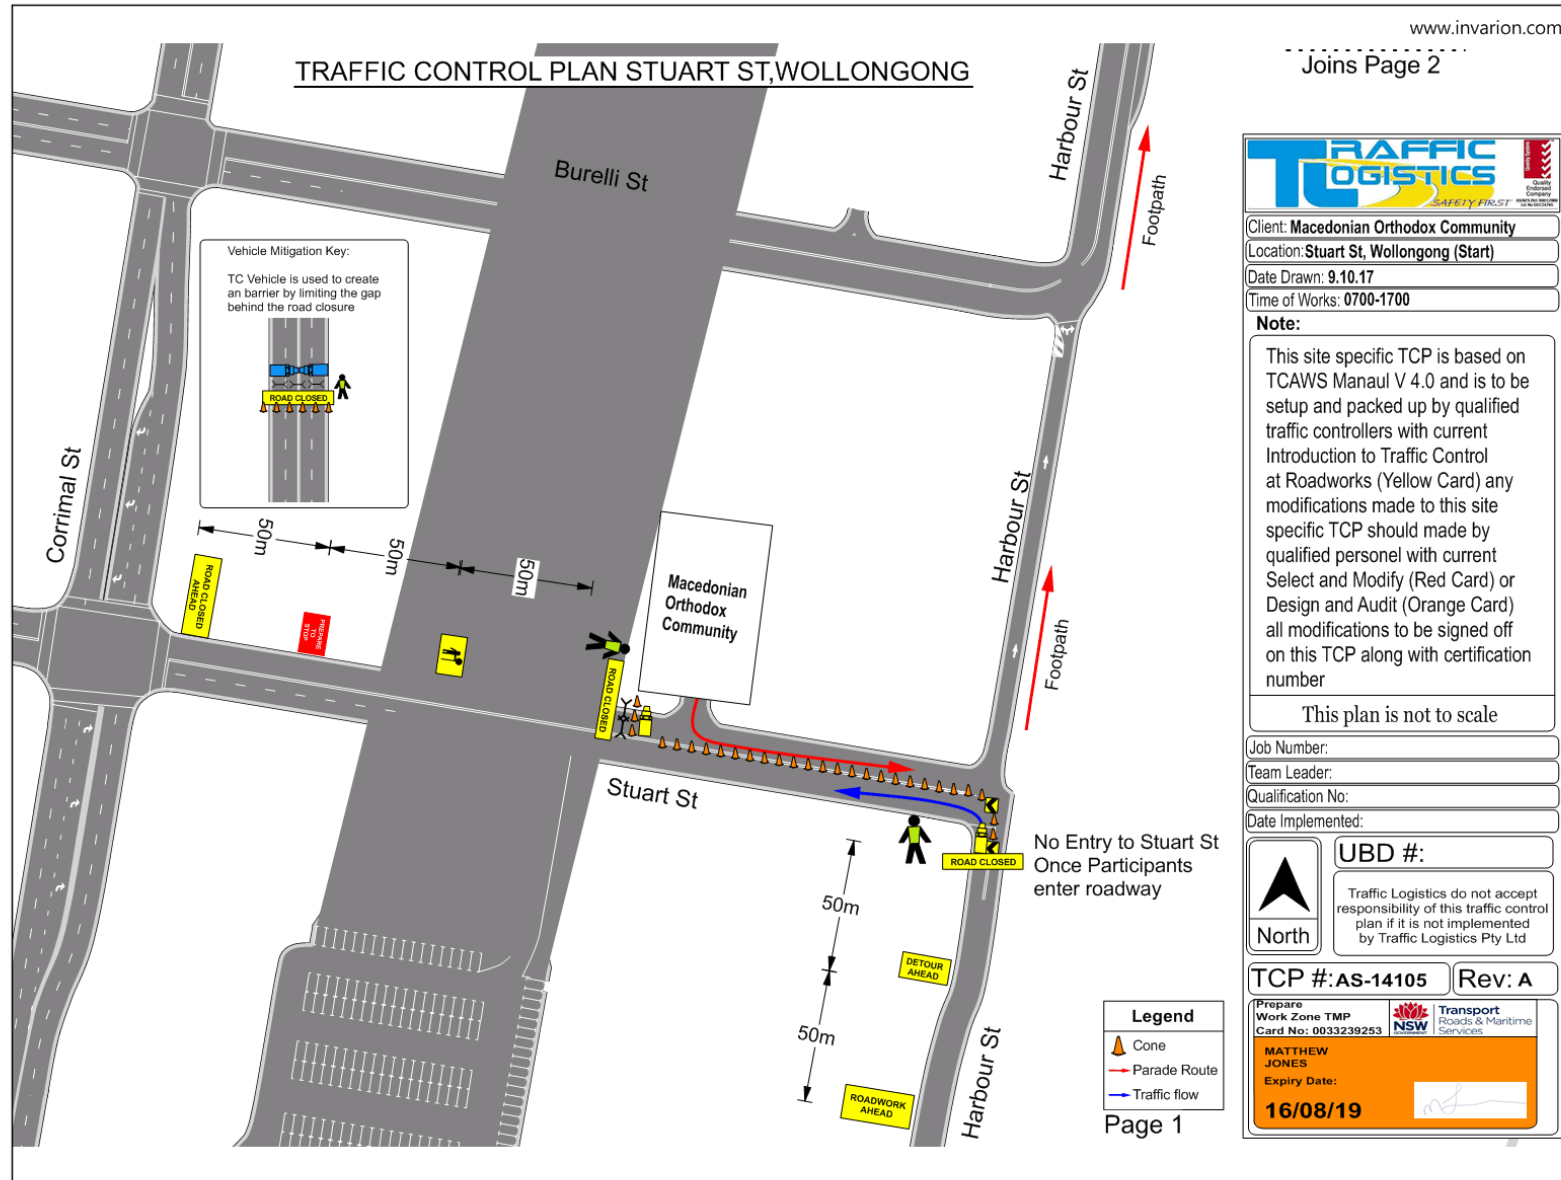 www.invarion.com
TRAFFIC CONTROL PLAN STUART ST,WOLLONGONG
Joins Page 2
Harbour St
Burelli St
Footpath
Vehicle Mitigation Key:
TC Vehicle is used to create
an barrier by limiting the gap
behind the road closure
ROAD CLOSED
Corrimal St
50m
50m
50m
ROAD CLOSED
AHEAD
PREPARE
TO
STOP
Macedonian
Orthodox
Community
Harbour St
Footpath
ROAD CLOSED
Stuart St
ROAD CLOSED
No Entry to Stuart St
Once Participants
enter roadway
50m
DETOUR
AHEAD
50m
ROADWORK
AHEAD
Harbour St
Legend
Cone
Parade Route
Traffic flow
Page 1
TRAFFIC
LOGISTICS
SAFETY FIRST
Quality
Endorsed
Company
Client: Macedonian Orthodox Community
Location: Stuart St, Wollongong (Start)
Date Drawn: 9.10.17
Time of Works: 0700-1700
Note:
This site specific TCP is based on
TCAWS Manaul V 4.0 and is to be
setup and packed up by qualified
traffic controllers with current
Introduction to Traffic Control
at Roadworks (Yellow Card) any
modifications made to this site
specific TCP should made by
qualified personel with current
Select and Modify (Red Card) or
Design and Audit (Orange Card)
all modifications to be signed off
on this TCP along with certification
number
This plan is not to scale
Job Number:
Team Leader:
Qualification No:
Date Implemented:
North
UBD #:
Traffic Logistics do not accept
responsibility of this traffic control
plan if it is not implemented
by Traffic Logistics Pty Ltd
TCP #: AS-14105
Rev: A
Prepare
Work Zone TMP
Card No: 0033239253
NSW
GOVERNMENT
Transport
Roads & Maritime
Services
MATTHEW
JONES
Expiry Date:
16/08/19